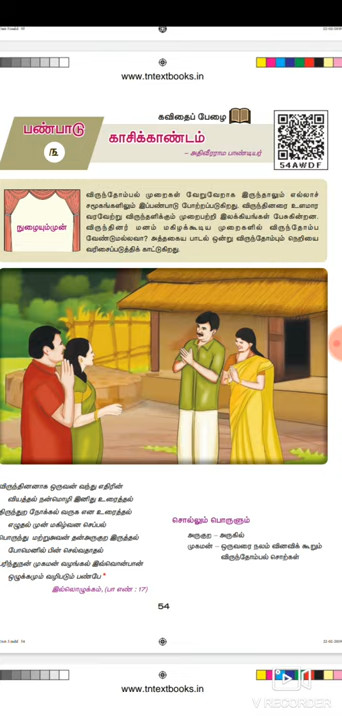 www.tntextbooks.in
கவிதைப் பேழை
பண்பாடு
௩
காசிக்காண்டம்
– அதிவீரராம பாண்டியர்
54AWDF
நுழையும்முன்
விருந்தோம்பல் முறைகள் வேறுவேறாக இருந்தாலும் எல்லாச்
சமூகங்களிலும் இப்பண்பாடு போற்றப்படுகிறது. விருந்தினரை உளமார
வரவேற்று விருந்தளிக்கும் முறைபற்றி இலக்கியங்கள் பேசுகின்றன.
விருந்தினர் மனம் மகிழக்கூடிய முறைகளில் விருந்தோம்ப
வேண்டுமல்லவா? அத்தகைய பாடல் ஒன்று விருந்தோம்பும் நெறியை
வரிசைப்படுத்திக் காட்டுகிறது.
விருந்தினனாக ஒருவன் வந்து எதிரின்
வியத்தல் நன்மொழி இனிது உரைத்தல்
திருந்துற நோக்கல் வருக என உரைத்தல்
எழுதல் முன் மகிழ்வன செப்பல்
பொருந்து மற்றுஅவன் தன்அருகுற இருத்தல்
போமெனில் பின் செல்வதாதல்
பரிந்துநன் முகமன் வழங்கல் இவ்வொன்பான்
ஒழுக்கமும் வழிபடும் பண்பே *
இல்லொழுக்கம், (பா எண் : 17)
சொல்லும் பொருளும்
அருகுற – அருகில்
முகமன் – ஒருவரை நலம் வினவிக் கூறும்
விருந்தோம்பல் சொற்கள்
54
www.tntextbooks.in
V RECORDER